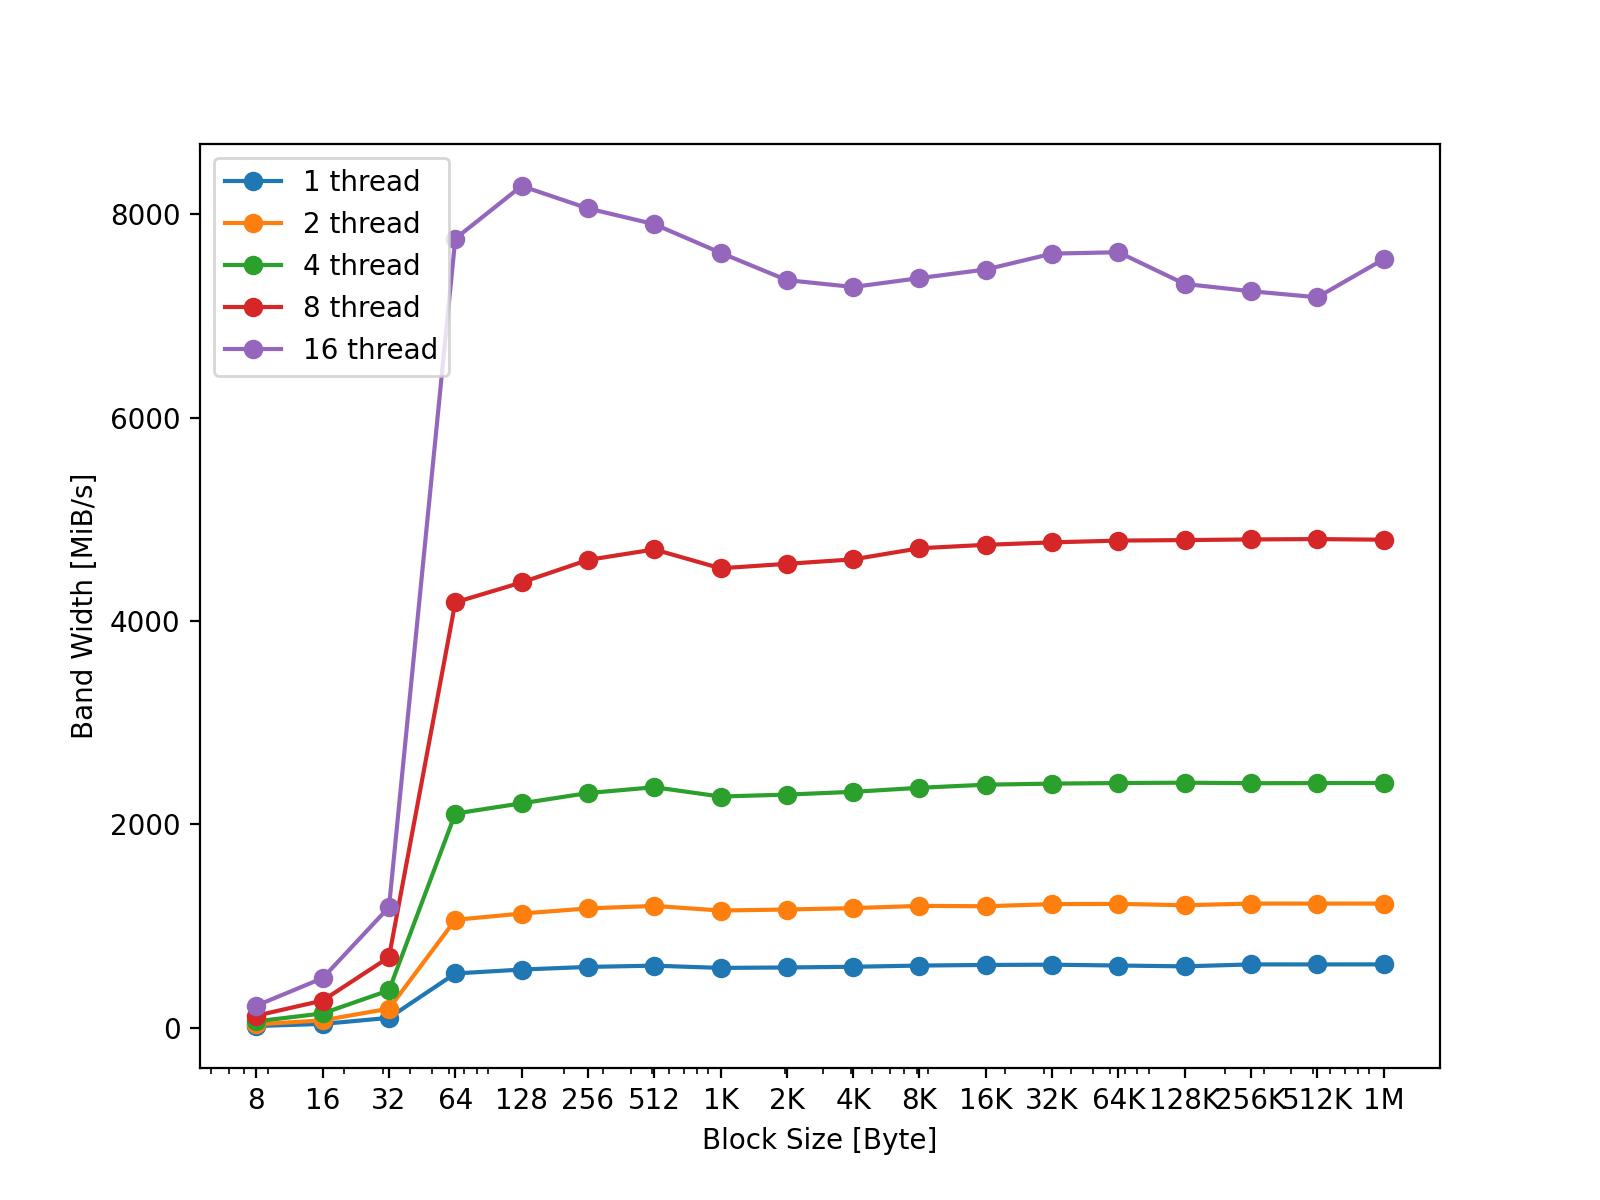 1 thread
2 thread
4 thread
8 thread
16 thread
8000
6000
4000
2000
0
Band Width [MiB/s]
8 16 32 64 128 256 512 1K 2K 4K 8K 16K 32K 64K 128K 256K 512K 1M
Block Size [Byte]